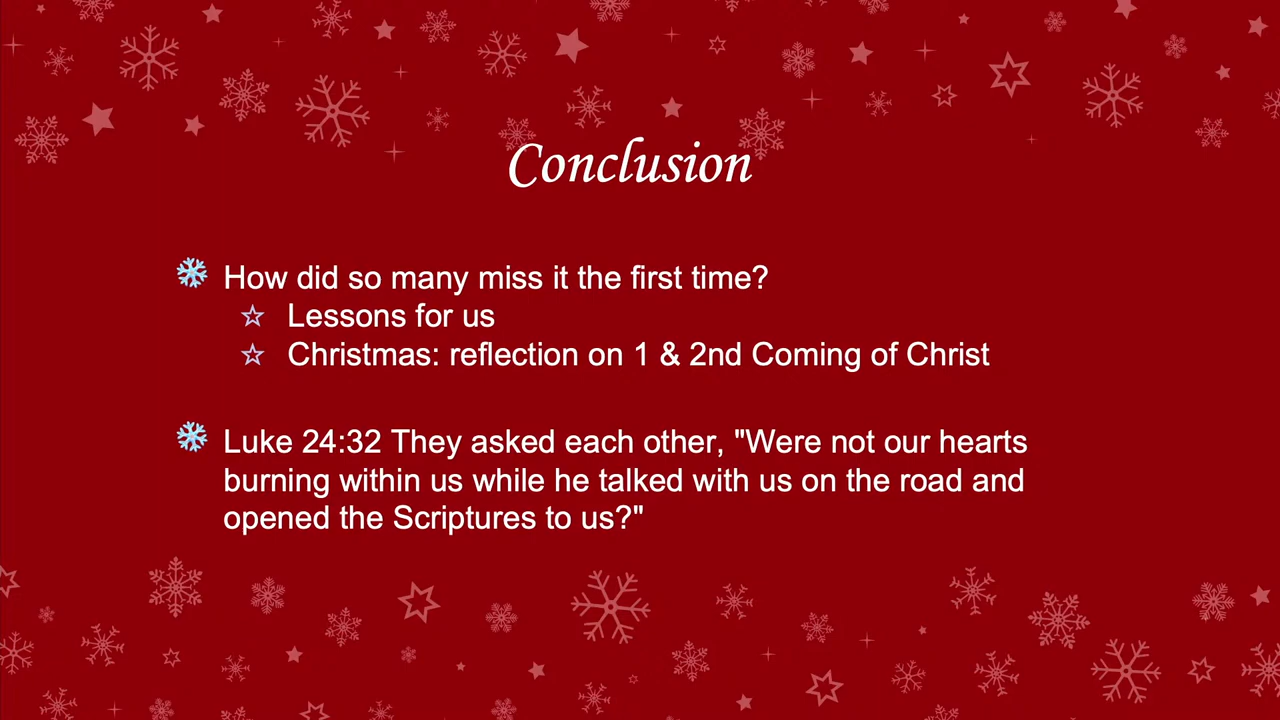 Conclusion
How did so many miss it the first time?
Lessons for us
Christmas: reflection on 1 & 2nd Coming of Christ
Luke 24:32 They asked each other, "Were not our hearts
burning within us while he talked with us on the road and
opened the Scriptures to us?"